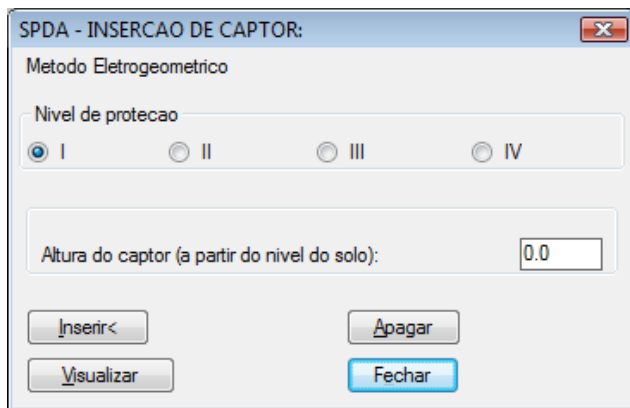 SPDA - INSERCAO DE CAPTOR:
Metodo Eletrogeometrico
Nivel de protecao
I II III IV
Altura do captor (a partir do nivel do solo): 0.0
Inserir< Apagar
Visualizar Fechar